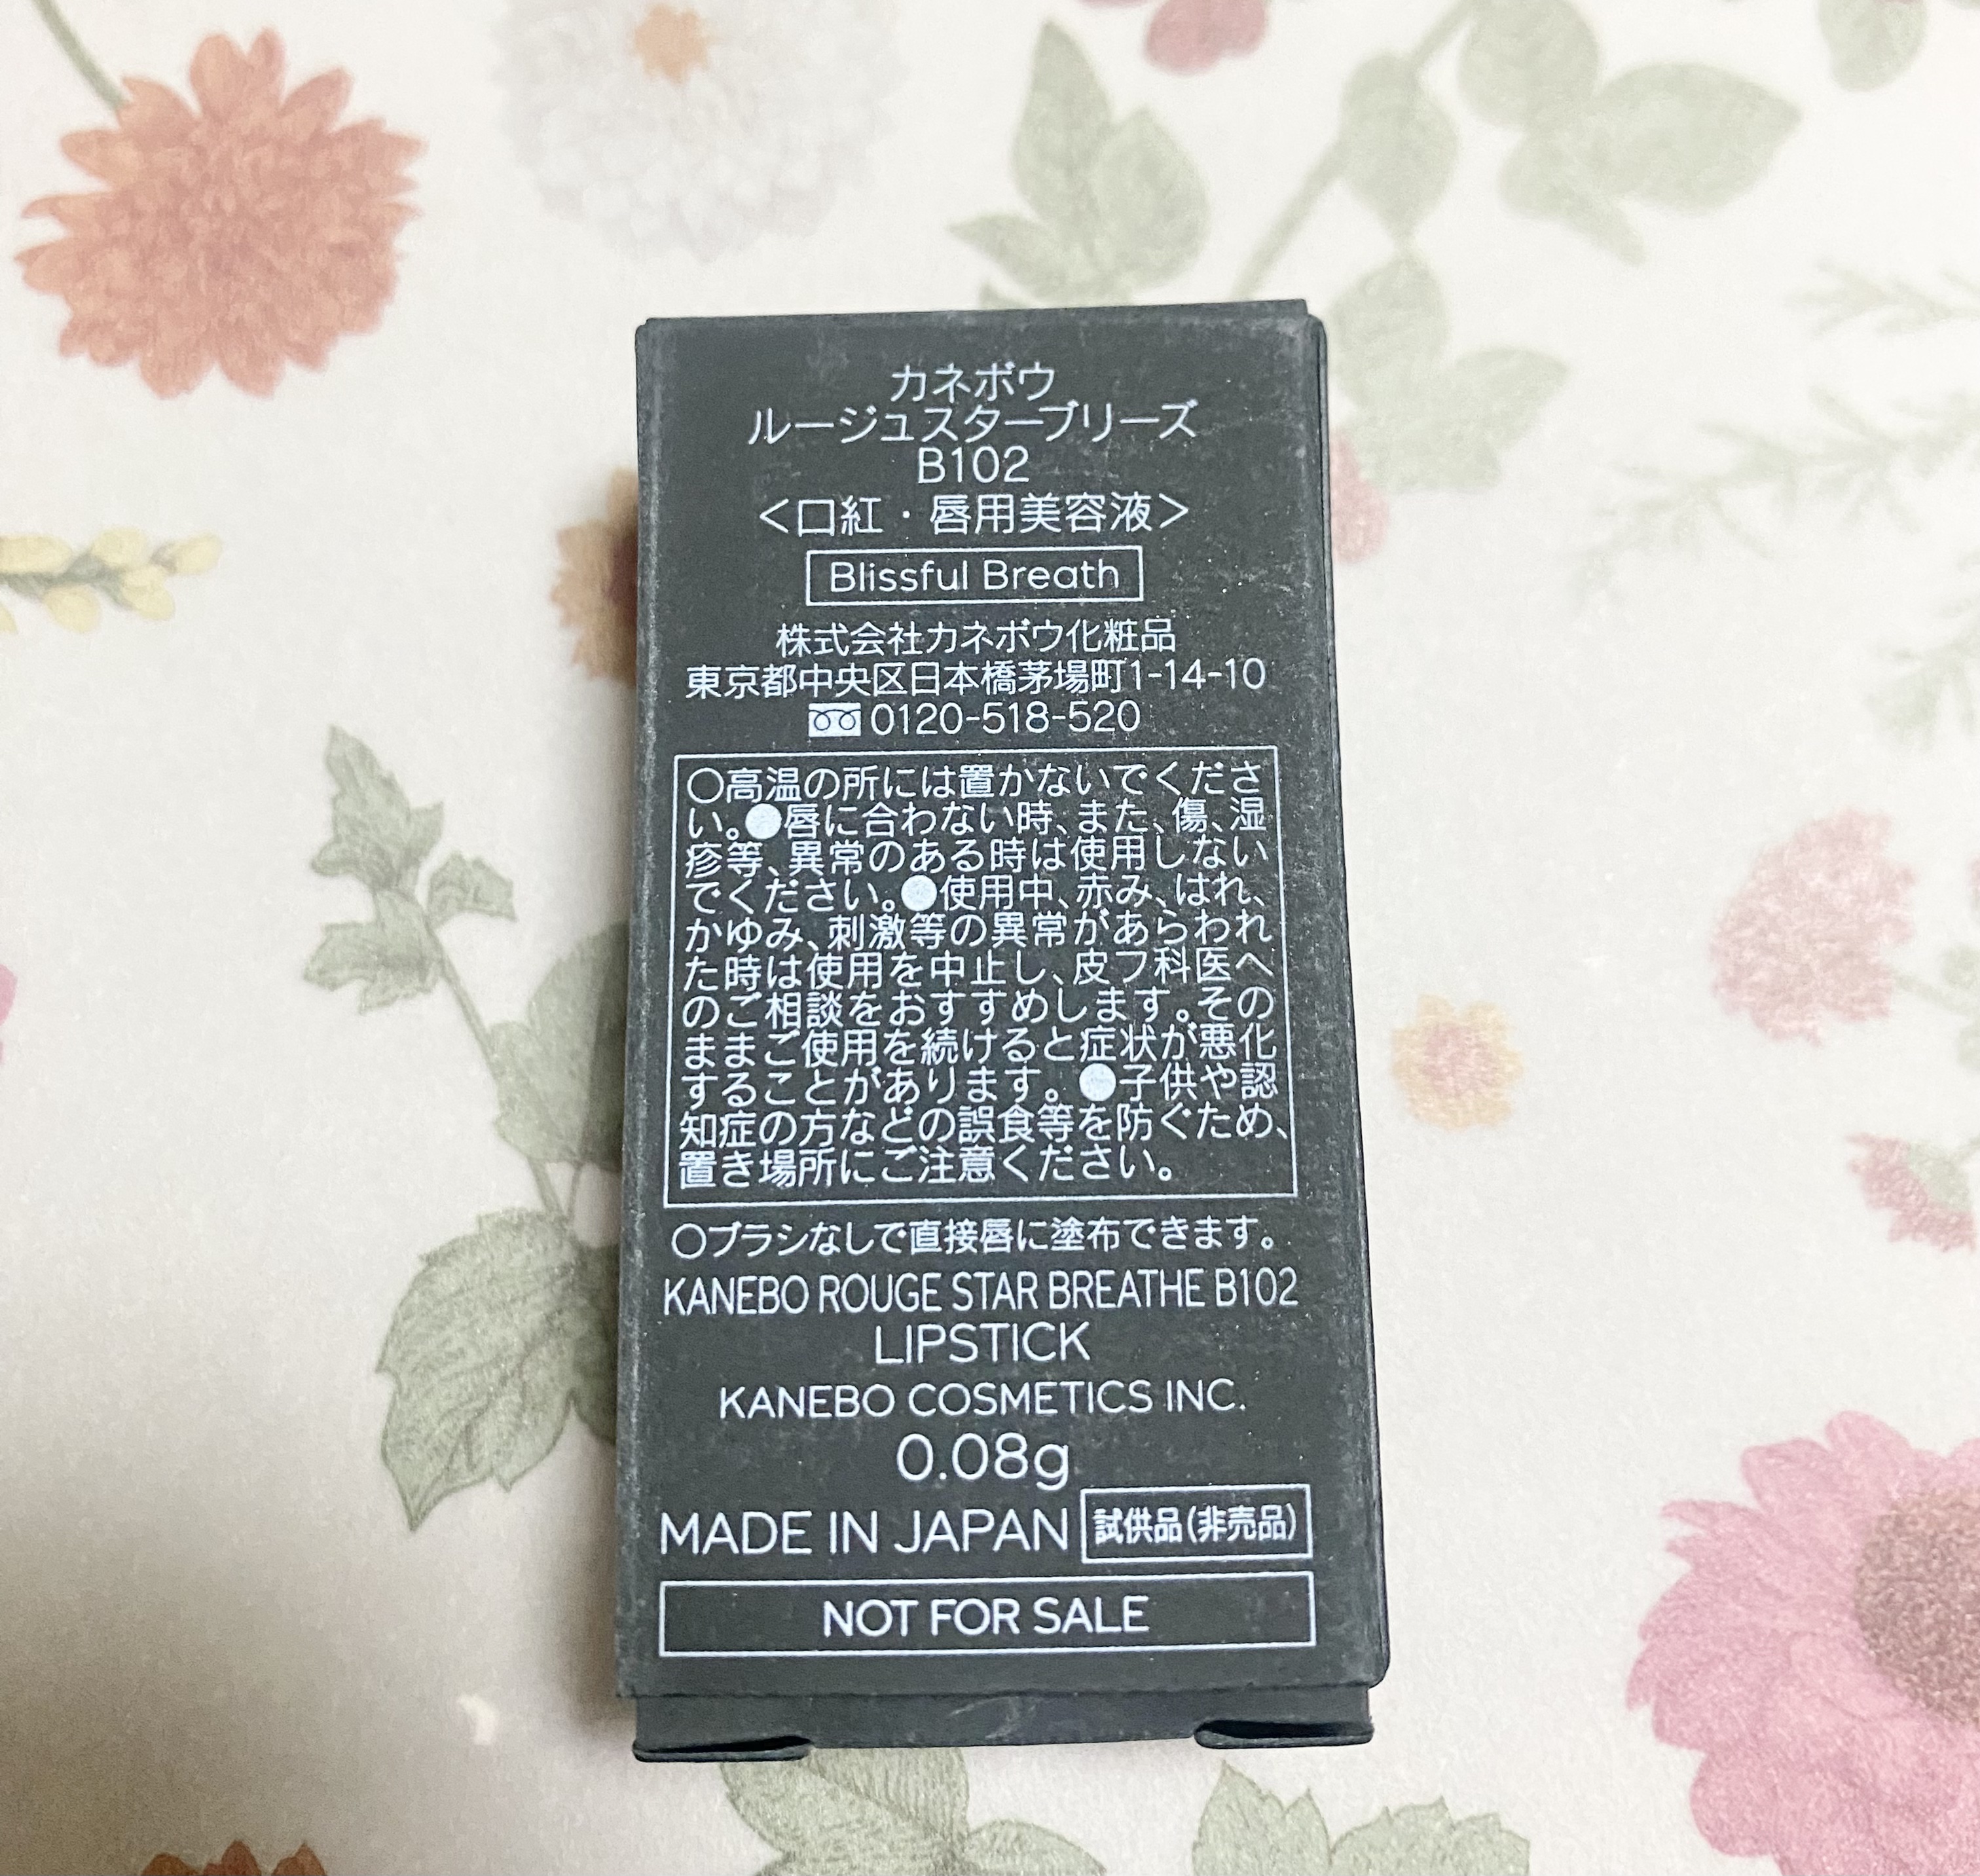 カネボウ
ルージュスターブリーズ
B102
<口紅・唇用美容液>
Blissful Breath
株式会社カネボウ化粧品
東京都中央区日本橋茅場町1-14-10
0120-518-520
○高温の所には置かないでくださ
い。●唇に合わない時、また、傷、湿
疹等、異常のある時は使用しない
でください。●使用中、赤み、はれ、
かゆみ、刺激等の異常があらわれ
た時は使用を中止し、皮フ科医へ
のご相談をおすすめします。その
ままご使用を続けると症状が悪化
することがあります。●子供や認
知症の方などの誤食等を防ぐため、
置き場所にご注意ください。
○ブラシなしで直接唇に塗布できます。
KANEBO ROUGE STAR BREATHE B102
LIPSTICK
KANEBO COSMETICS INC.
0.08g
MADE IN JAPAN 試供品(非売品)
NOT FOR SALE